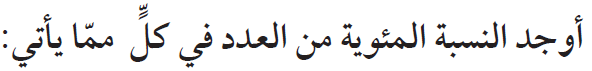 أوجد النسبة المئوية من العدد في كلٍّ ممّا يأتي: